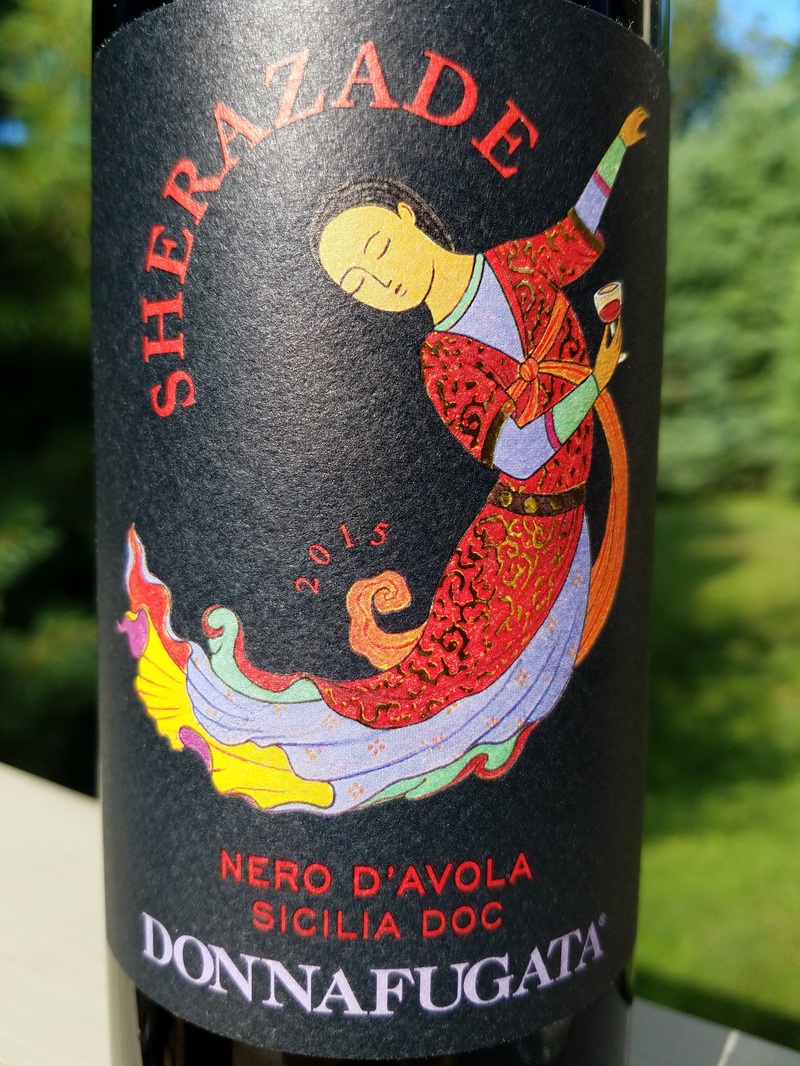 SHERAZADE
2015
NERO D'AVOLA
SICILIA DOC
DONNAFUGATA®